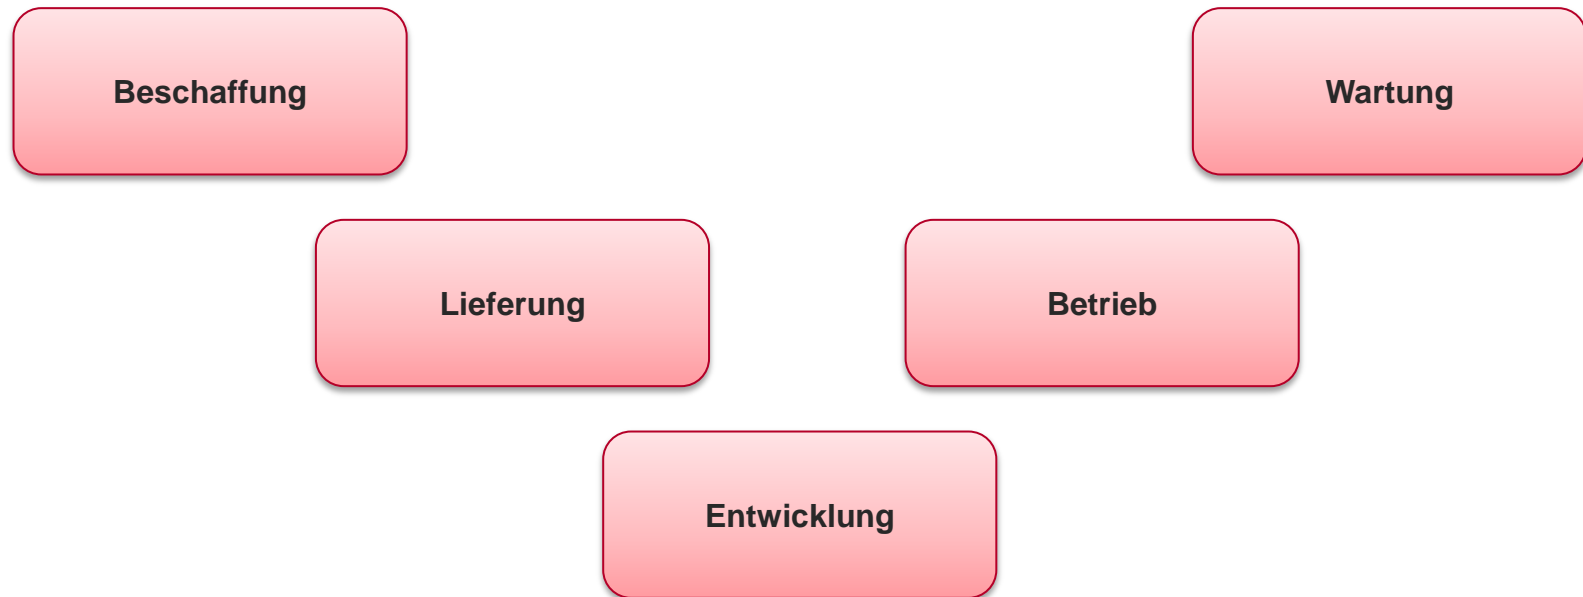 Beschaffung
Wartung
Lieferung
Betrieb
Entwicklung